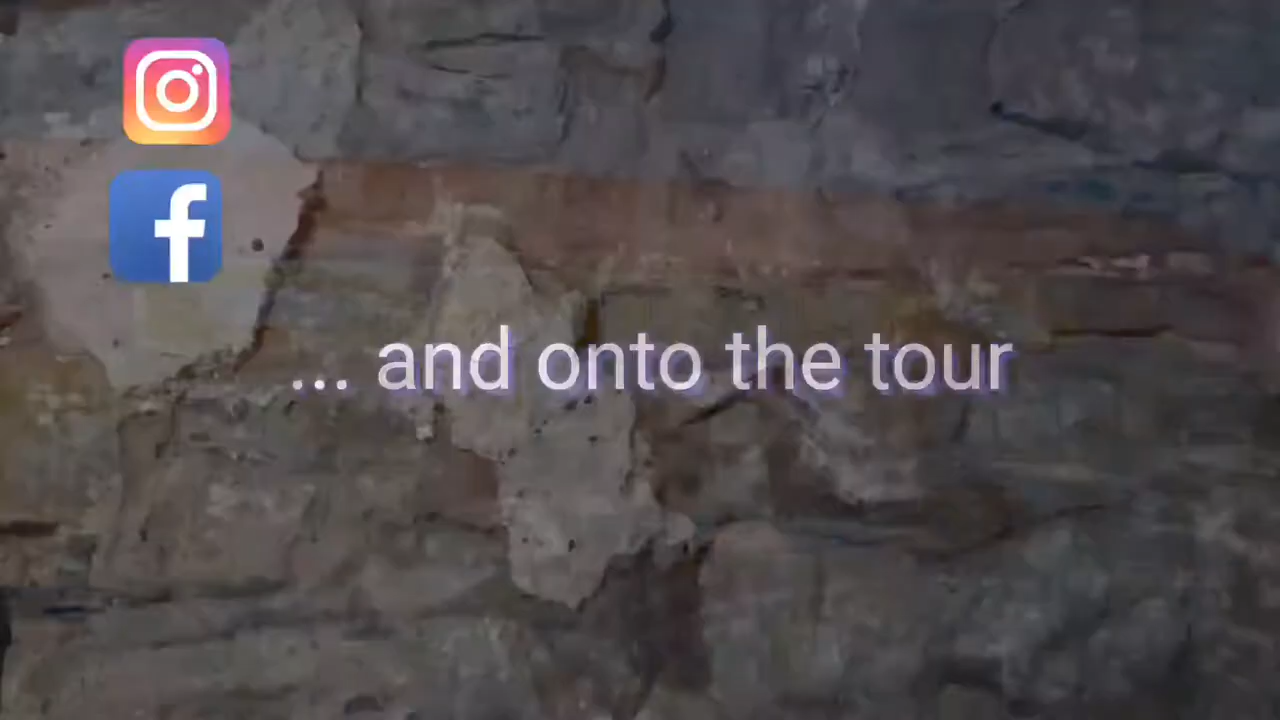 ... and onto the tour